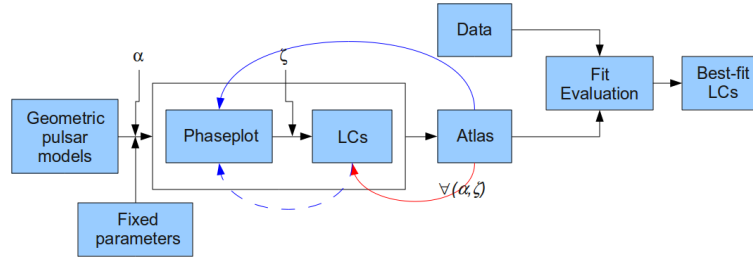 Data
α
ζ
Fit
Evaluation
Best-fit
LCs
Geometric
pulsar
models
Phaseplot
LCs
Atlas
∀(α,ζ)
Fixed
parameters